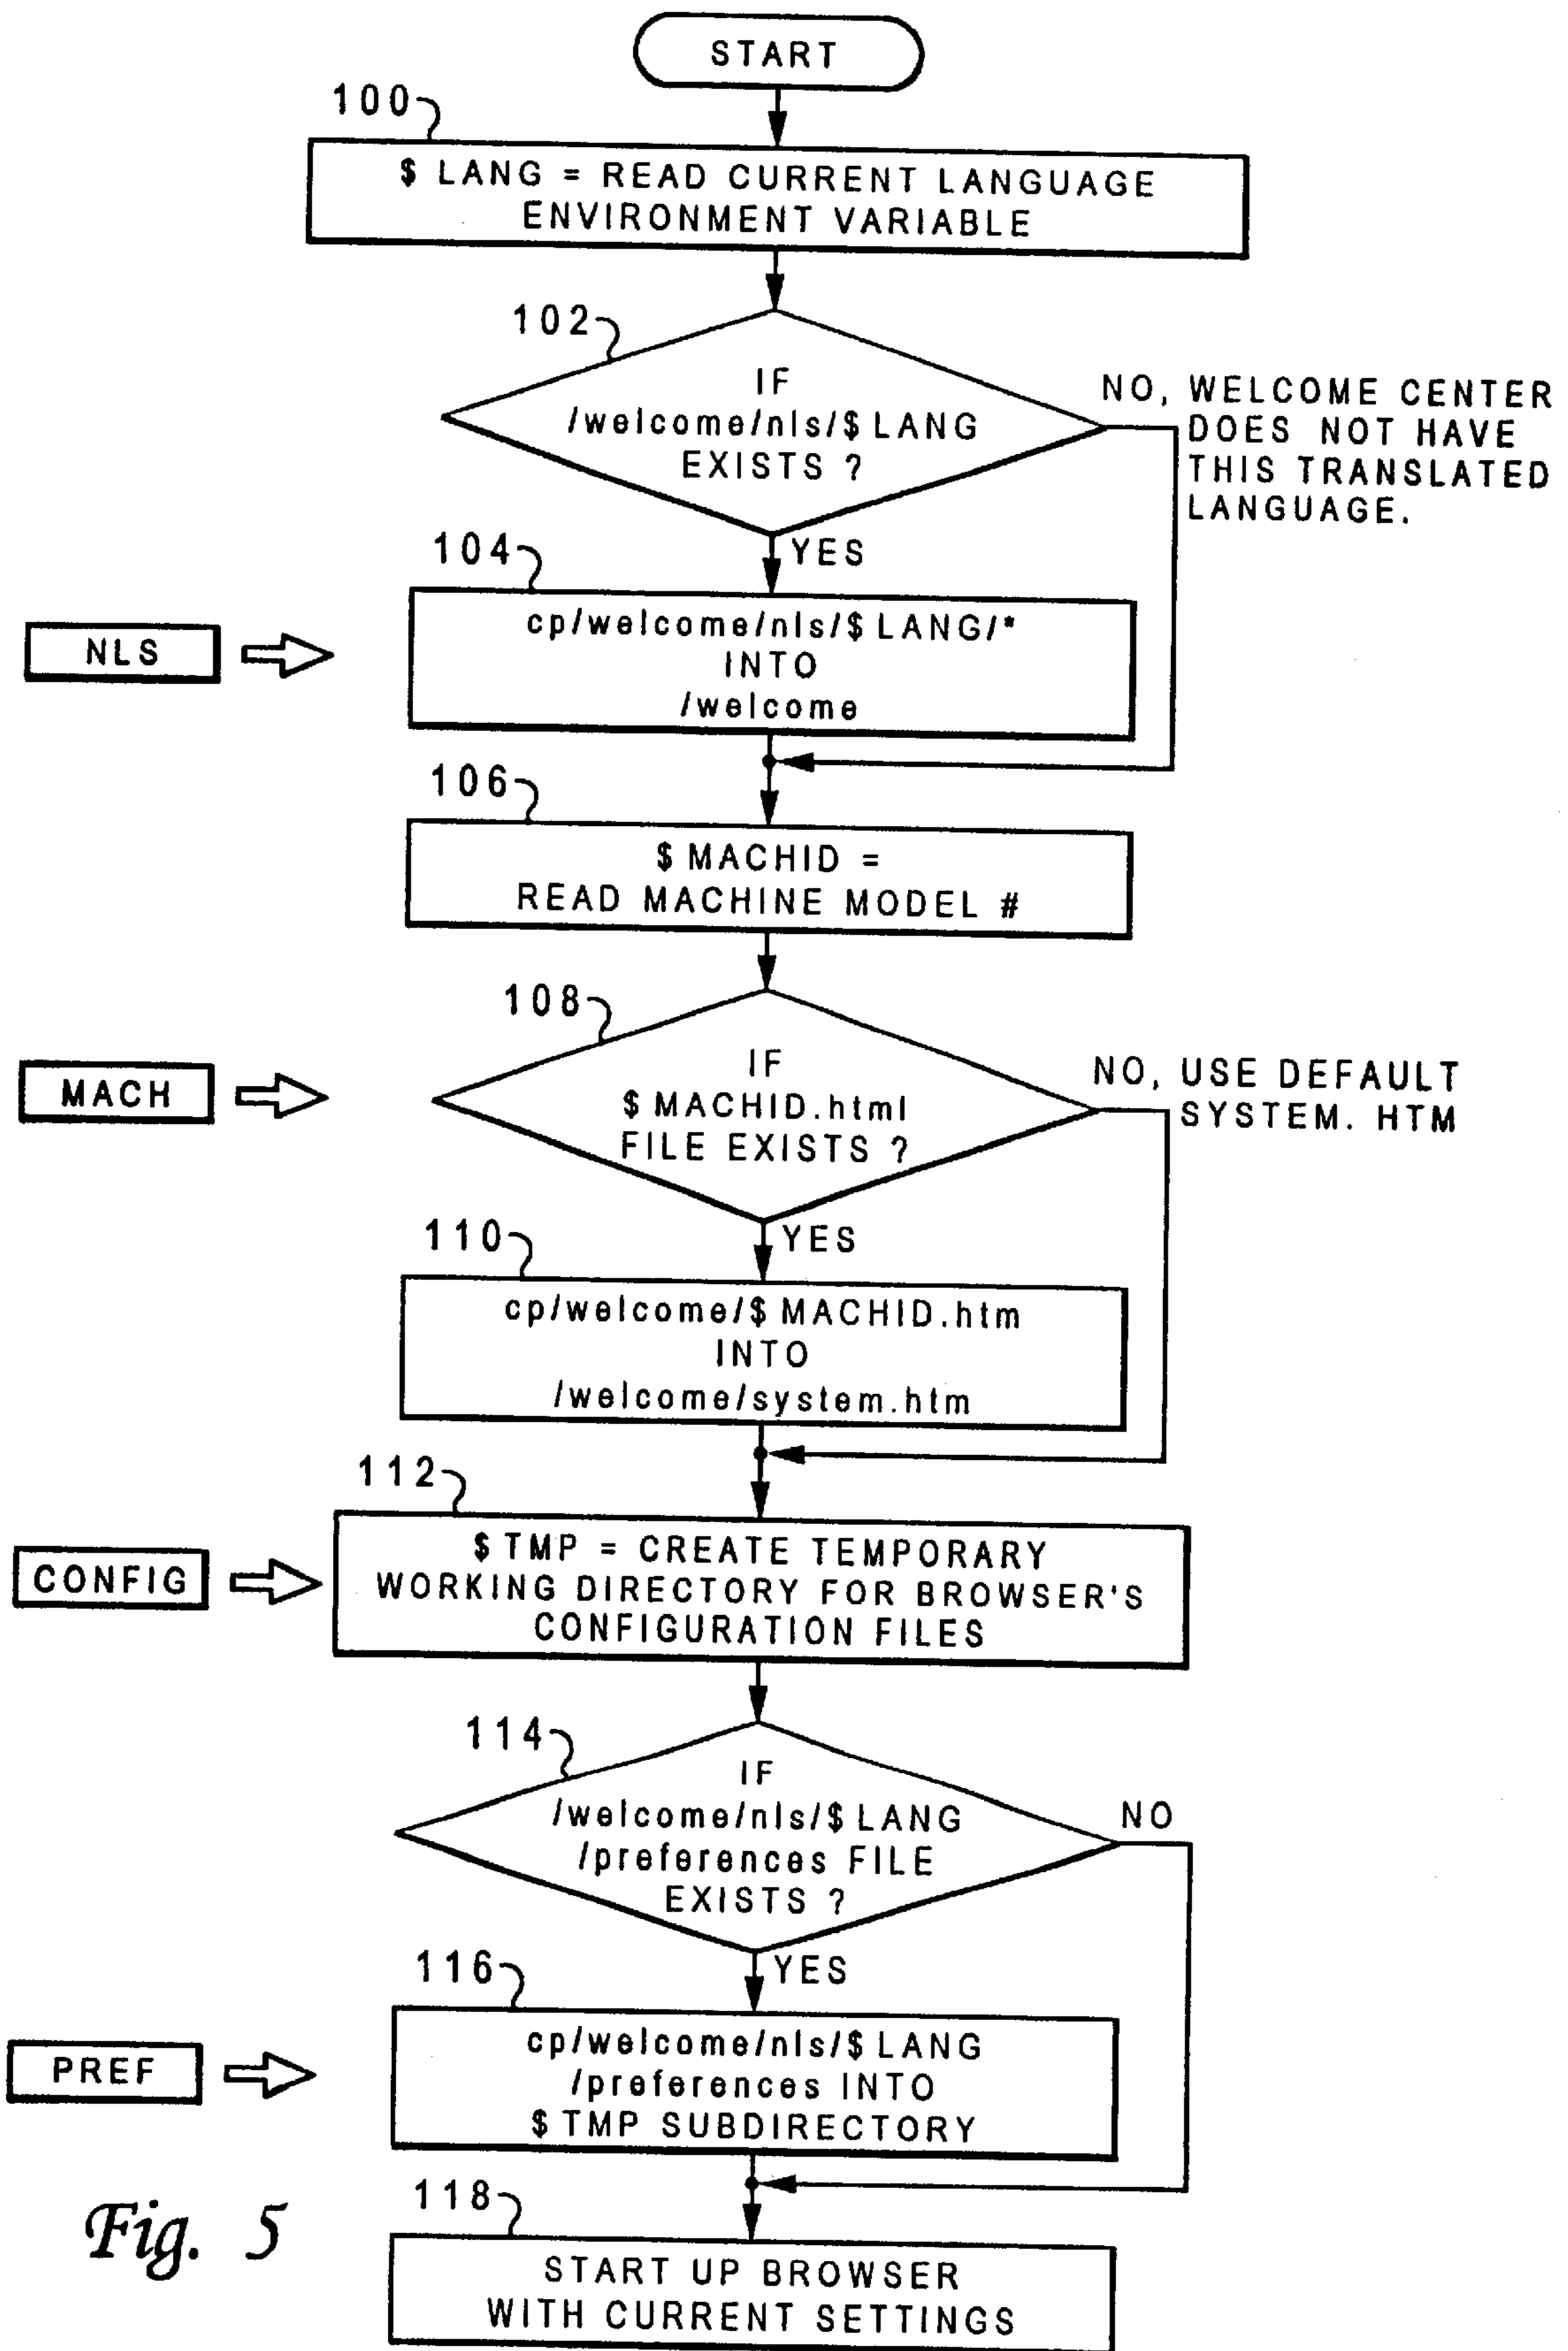 START
100
$ LANG = READ CURRENT LANGUAGE
ENVIRONMENT VARIABLE
102
IF
/welcome/nls/$ LANG
EXISTS ?
NO, WELCOME CENTER
DOES NOT HAVE
THIS TRANSLATED
LANGUAGE.
YES
104
NLS
cp/welcome/nls/$ LANG/*
INTO
/welcome
106
$ MACHID =
READ MACHINE MODEL #
108
MACH
IF
$ MACHID.html
FILE EXISTS ?
NO, USE DEFAULT
SYSTEM. HTM
YES
110
cp/welcome/$ MACHID.htm
INTO
/welcome/system.htm
112
CONFIG
$ TMP = CREATE TEMPORARY
WORKING DIRECTORY FOR BROWSER'S
CONFIGURATION FILES
114
IF
/welcome/nls/$ LANG
/preferences FILE
EXISTS ?
NO
YES
116
PREF
cp/welcome/nls/$ LANG
/preferences INTO
$ TMP SUBDIRECTORY
118
START UP BROWSER
WITH CURRENT SETTINGS
Fig. 5